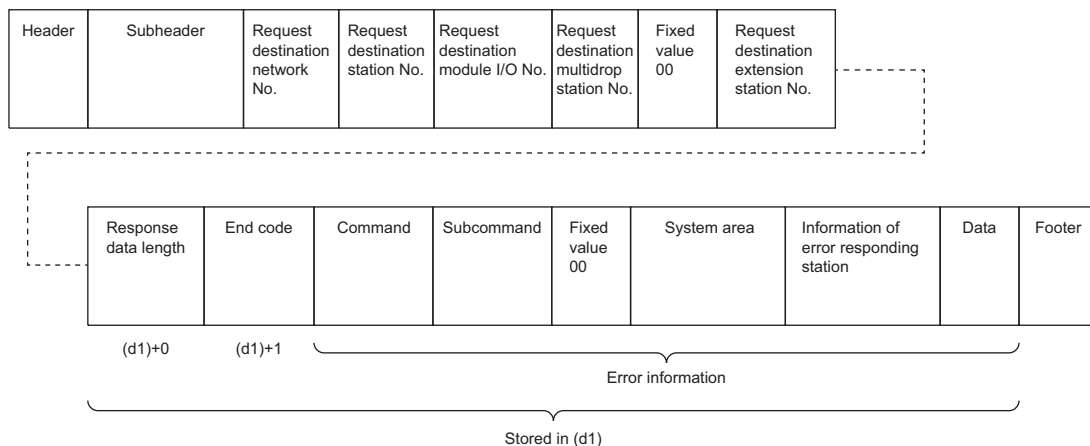 Header
Subheader
Request
destination
network
No.
Request
destination
station No.
Request
destination
module I/O No.
Request
destination
multidrop
station No.
Fixed
value
00
Request
destination
extension
station No.
Response
data length
End code
Command
Subcommand
Fixed
value
00
System area
Information of
error responding
station
Data
Footer
(d1)+0
(d1)+1
Error information
Stored in (d1)